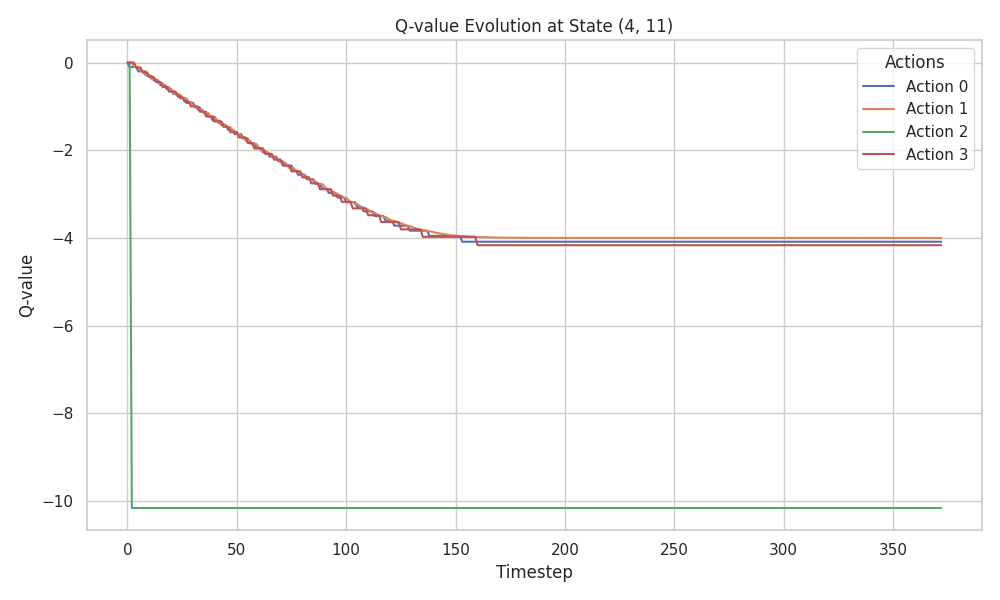 Q-value Evolution at State (4, 11)
Actions
Action 0
Action 1
Action 2
Action 3
Q-value
0
−2
−4
−6
−8
−10
0 50 100 150 200 250 300 350
Timestep